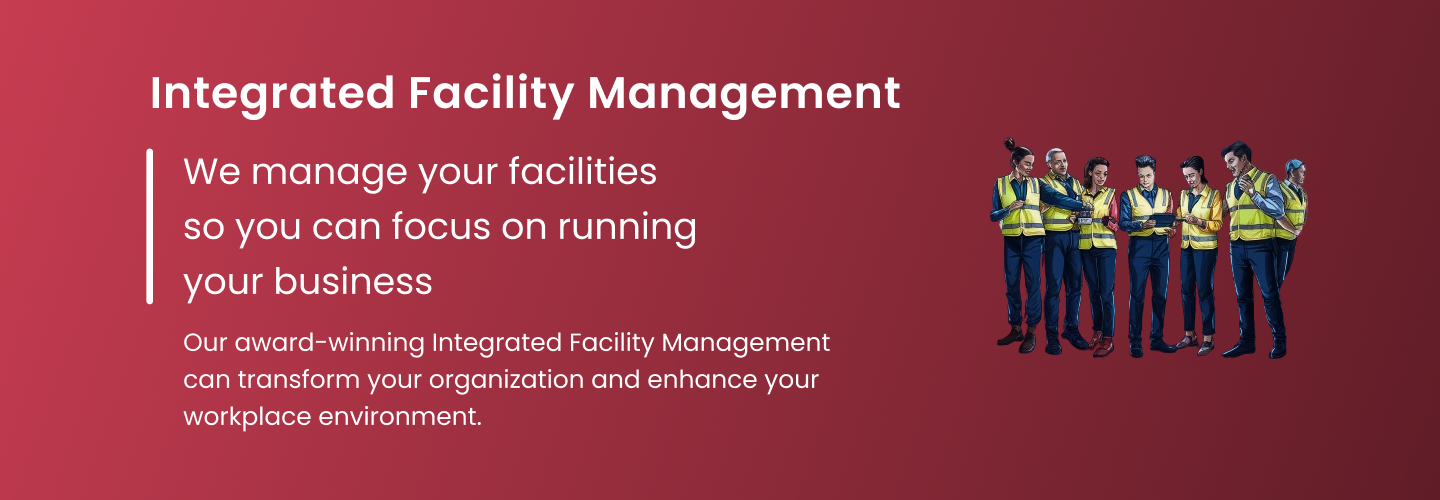 Integrated Facility Management
We manage your facilities
so you can focus on running
your business
Our award-winning Integrated Facility Management
can transform your organization and enhance your
workplace environment.